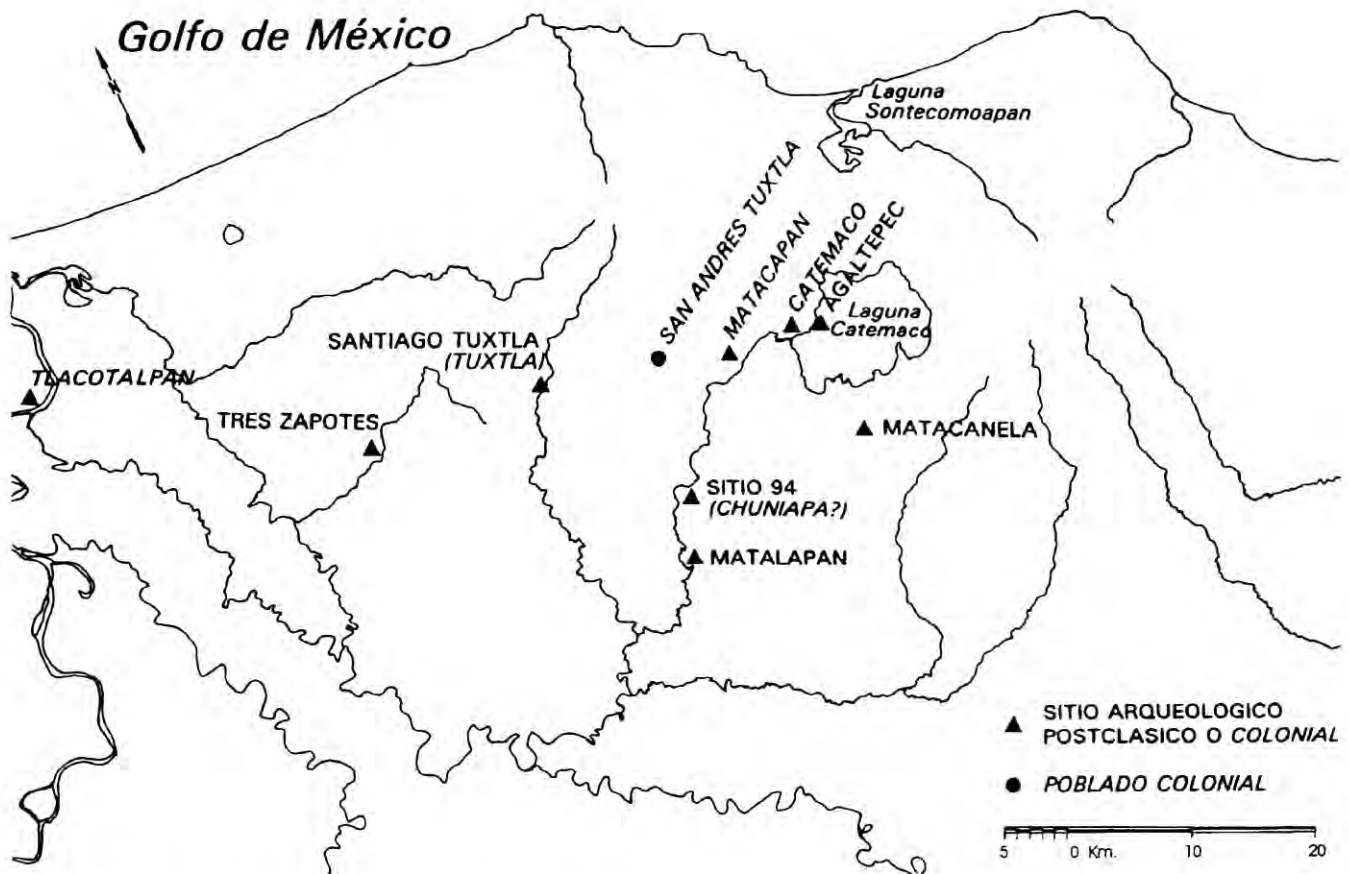 Golfo de México
N
Laguna
Sontecomoapan
SAN ANDRES TUXTLA
MATACAPAN
CATEMACO
AGALTEPEC
Laguna
Catemaco
SANTIAGO TUXTLA
(TUXTLA)
TLACOTALPAN
TRES ZAPOTES
MATACANELA
SITIO 94
(CHUNIAPA?)
MATALAPAN
SITIO ARQUEOLOGICO
POSTCLASICO O COLONIAL
POBLADO COLONIAL
5 0 Km. 10 20